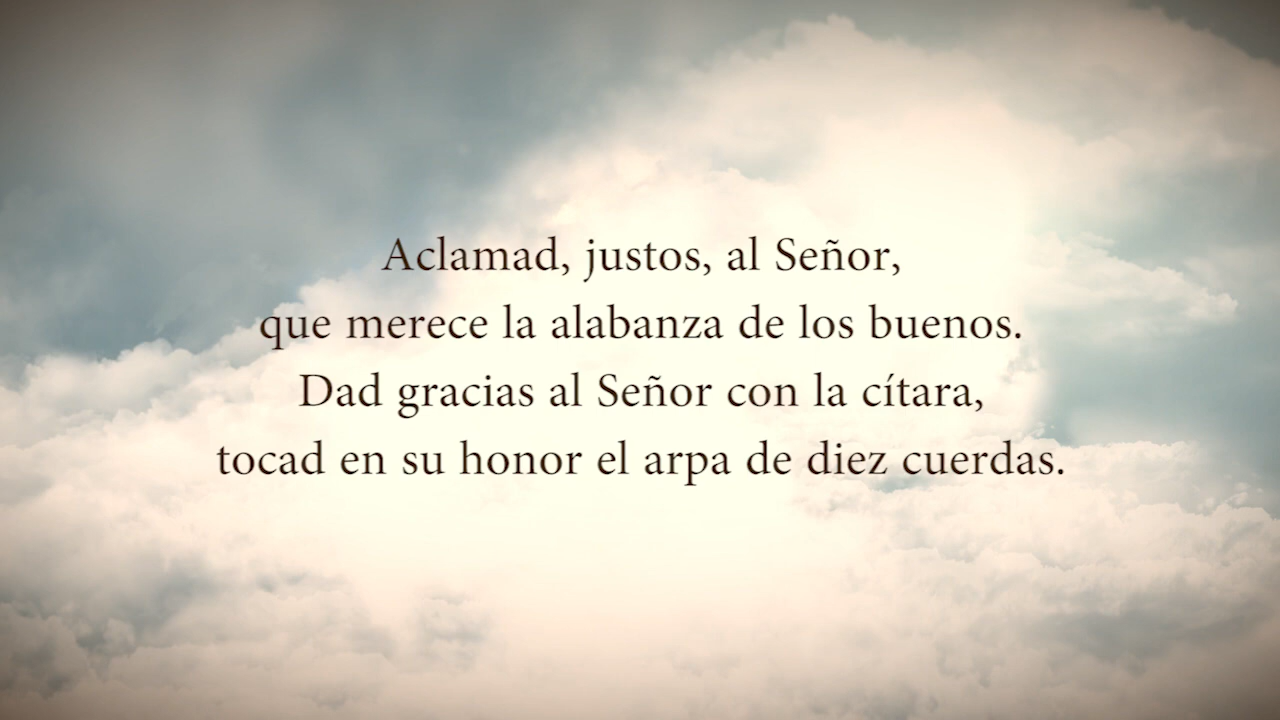 Aclamad, justos, al Señor,
que merece la alabanza de los buenos.
Dad gracias al Señor con la cítara,
tocad en su honor el arpa de diez cuerdas.